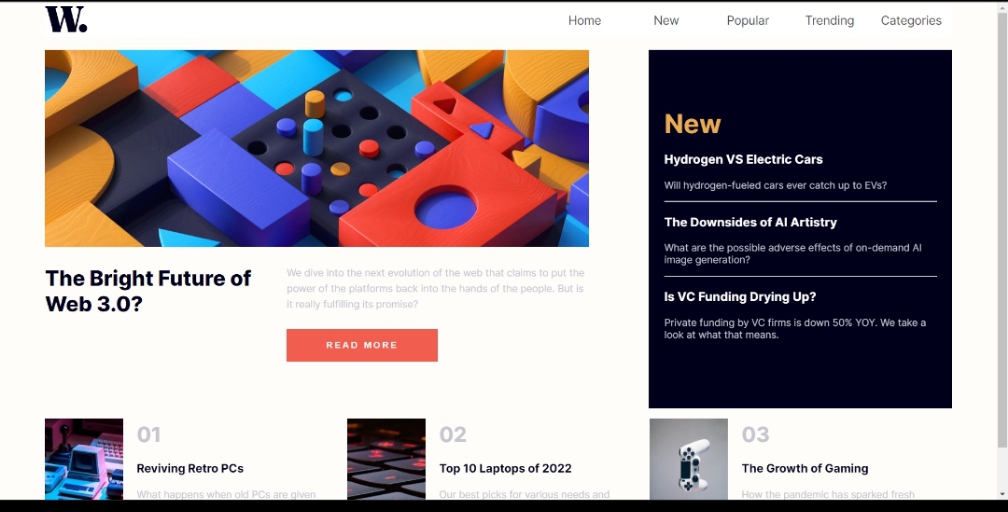 W.
Home New Popular Trending Categories
The Bright Future of
Web 3.0?
We dive into the next evolution of the web that claims to put the
power of the platforms back into the hands of the people. But is
it really fulfilling its promise?
READ MORE
New
Hydrogen VS Electric Cars
Will hydrogen-fueled cars ever catch up to EVs?
The Downsides of AI Artistry
What are the possible adverse effects of on-demand AI
image generation?
Is VC Funding Drying Up?
Private funding by VC firms is down 50% YOY. We take a
look at what that means.
01
Reviving Retro PCs
What happens when old PCs are given
02
Top 10 Laptops of 2022
Our best picks for various needs and
03
The Growth of Gaming
How the pandemic has sparked fresh